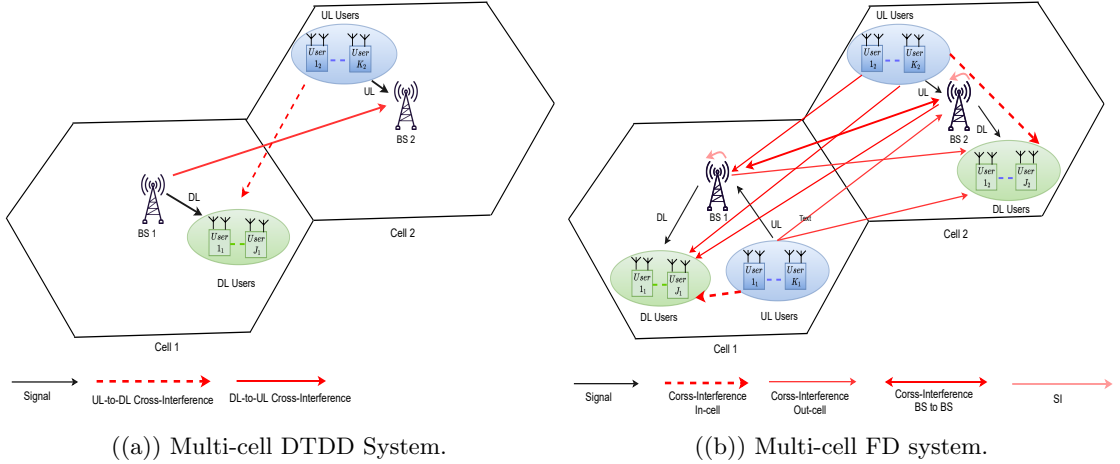 UL Users
User
1₂
User
K₂
UL
BS 2
BS 1
DL
User
1₁
User
J₁
DL Users
Cell 2
Cell 1
Signal
UL-to-DL Cross-Interference
DL-to-UL Cross-Interference
((a)) Multi-cell DTDD System.
UL Users
User
1₂
User
K₂
UL
BS 2
DL
User
1₂
User
J₂
DL Users
BS 1
DL
UL
Text
User
1₁
User
J₁
DL Users
User
1₁
User
K₁
UL Users
Cell 2
Cell 1
Signal
Corss-Interference
In-cell
Corss-Interference
Out-cell
Corss-Interference
BS to BS
SI
((b)) Multi-cell FD system.